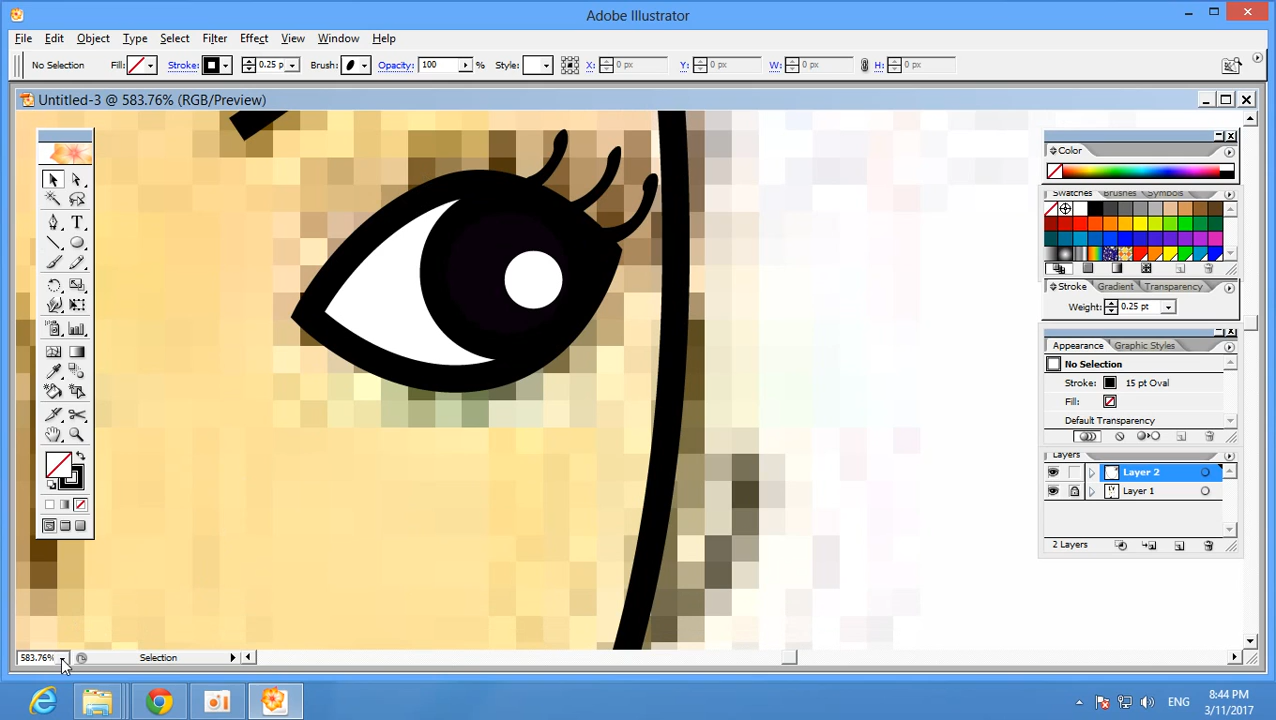 Adobe Illustrator
File Edit Object Type Select Filter Effect View Window Help
No Selection Fill: Stroke: 0.25 p Brush: Opacity: 100 % Style: X: 0 px Y: 0 px W: 0 px H: 0 px
Untitled-3 @ 583.76% (RGB/Preview)
Color
Swatches Brushes Symbols
Stroke Gradient Transparency
Weight: 0.25 pt
Appearance Graphic Styles
No Selection
Stroke: 15 pt Oval
Fill:
Default Transparency
Layers
Layer 2
Layer 1
2 Layers
583.76% Selection
ENG
8:44 PM
3/11/2017